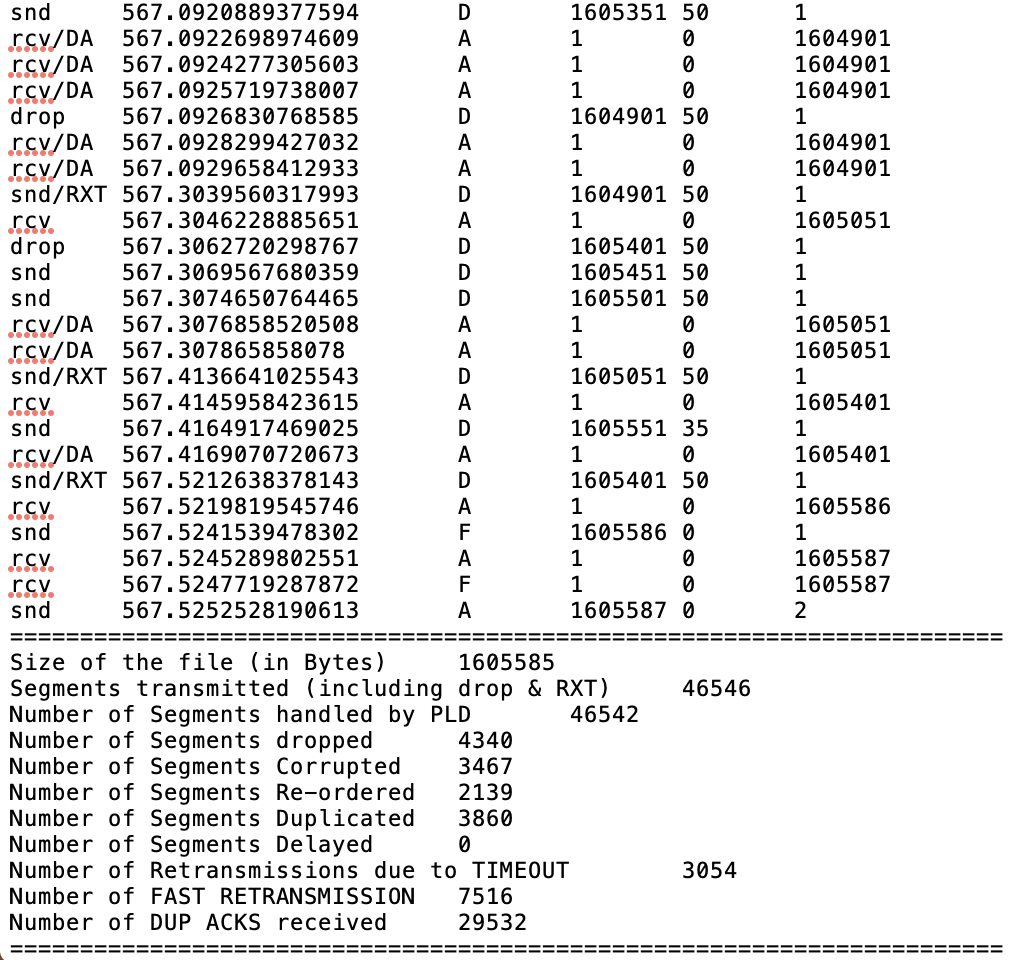 snd 567.0920889377594 D 1605351 50 1
rcv/DA 567.0922698974609 A 1 0 1604901
rcv/DA 567.0924277305603 A 1 0 1604901
rcv/DA 567.0925719738007 A 1 0 1604901
drop 567.0926830768585 D 1604901 50 1
rcv/DA 567.0928299427032 A 1 0 1604901
rcv/DA 567.0929658412933 A 1 0 1604901
snd/RXT 567.3039560317993 D 1604901 50 1
rcv 567.3046228885651 A 1 0 1605051
drop 567.3062720298767 D 1605401 50 1
snd 567.3069567680359 D 1605451 50 1
snd 567.3074650764465 D 1605501 50 1
rcv/DA 567.3076858520508 A 1 0 1605051
rcv/DA 567.307865858078 A 1 0 1605051
snd/RXT 567.4136641025543 D 1605051 50 1
rcv 567.4145958423615 A 1 0 1605401
snd 567.4164917469025 D 1605551 35 1
rcv/DA 567.4169070720673 A 1 0 1605401
snd/RXT 567.5212638378143 D 1605401 50 1
rcv 567.5219819545746 A 1 0 1605586
snd 567.5241539478302 F 1605586 0 1
rcv 567.5245289802551 A 1 0 1605587
rcv 567.5247719287872 F 1 0 1605587
snd 567.5252528190613 A 1605587 0 2
=======================================================================
Size of the file (in Bytes) 1605585
Segments transmitted (including drop & RXT) 46546
Number of Segments handled by PLD 46542
Number of Segments dropped 4340
Number of Segments Corrupted 3467
Number of Segments Re-ordered 2139
Number of Segments Duplicated 3860
Number of Segments Delayed 0
Number of Retransmissions due to TIMEOUT 3054
Number of FAST RETRANSMISSION 7516
Number of DUP ACKS received 29532
=======================================================================